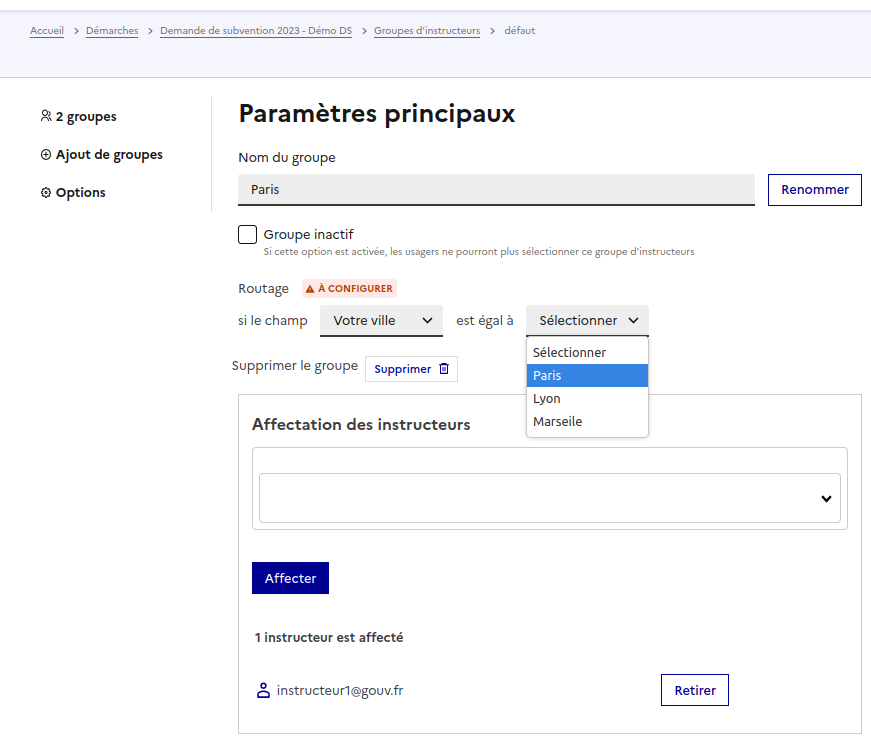 Accueil > Démarches > Demande de subvention 2023 - Démo DS > Groupes d'instructeurs > défaut
2 groupes
Ajout de groupes
Options
Paramètres principaux
Nom du groupe
Paris
Renommer
Groupe inactif
Si cette option est activée, les usagers ne pourront plus sélectionner ce groupe d'instructeurs
Routage À CONFIGURER
si le champ Votre ville est égal à Sélectionner
Sélectionner
Paris
Lyon
Marseile
Supprimer le groupe Supprimer
Affectation des instructeurs
Affecter
1 instructeur est affecté
instructeur1@gouv.fr Retirer